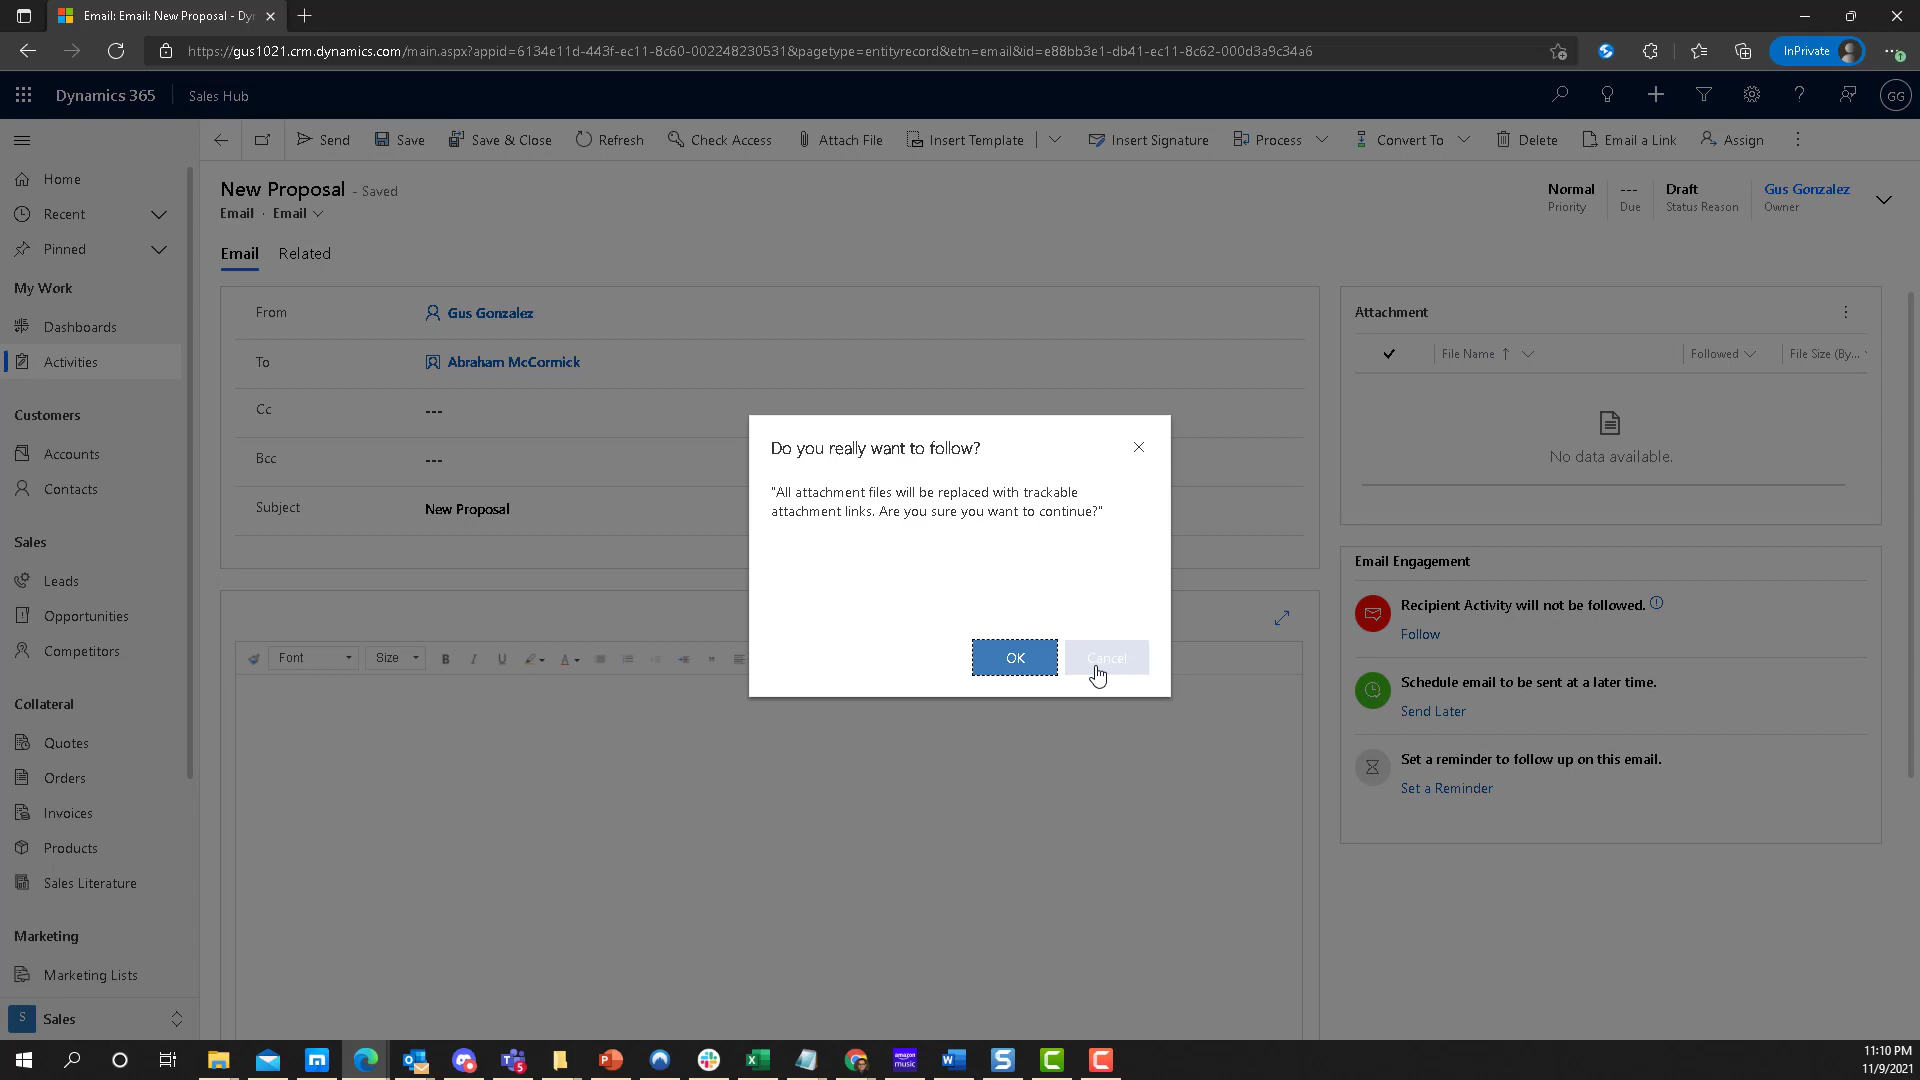 Email: Email: New Proposal - Dy
https://gus1021.crm.dynamics.com/main.aspx?appid=6134e11d-443f-ec11-8c60-002248230531&pagetype=entityrecord&etn=email&id=e88bb3e1-db41-ec11-8c62-000d3a9c34a6
InPrivate
Dynamics 365
Sales Hub
GG
Send
Save
Save & Close
Refresh
Check Access
Attach File
Insert Template
Insert Signature
Process
Convert To
Delete
Email a Link
Assign
Home
Recent
Pinned
My Work
Dashboards
Activities
Customers
Accounts
Contacts
Sales
Leads
Opportunities
Competitors
Collateral
Quotes
Orders
Invoices
Products
Sales Literature
Marketing
Marketing Lists
S
Sales
New Proposal - Saved
Email · Email
Normal
Priority
---
Due
Draft
Status Reason
Gus Gonzalez
Owner
Email
Related
From
Gus Gonzalez
To
Abraham McCormick
Cc
---
Bcc
---
Subject
New Proposal
Font
Size
B
I
U
A
Do you really want to follow?
"All attachment files will be replaced with trackable
attachment links. Are you sure you want to continue?"
OK
Cancel
Attachment
File Name
Followed
File Size (By...
No data available.
Email Engagement
Recipient Activity will not be followed.
Follow
Schedule email to be sent at a later time.
Send Later
Set a reminder to follow up on this email.
Set a Reminder
5
amazon
music
11:10 PM
11/9/2021